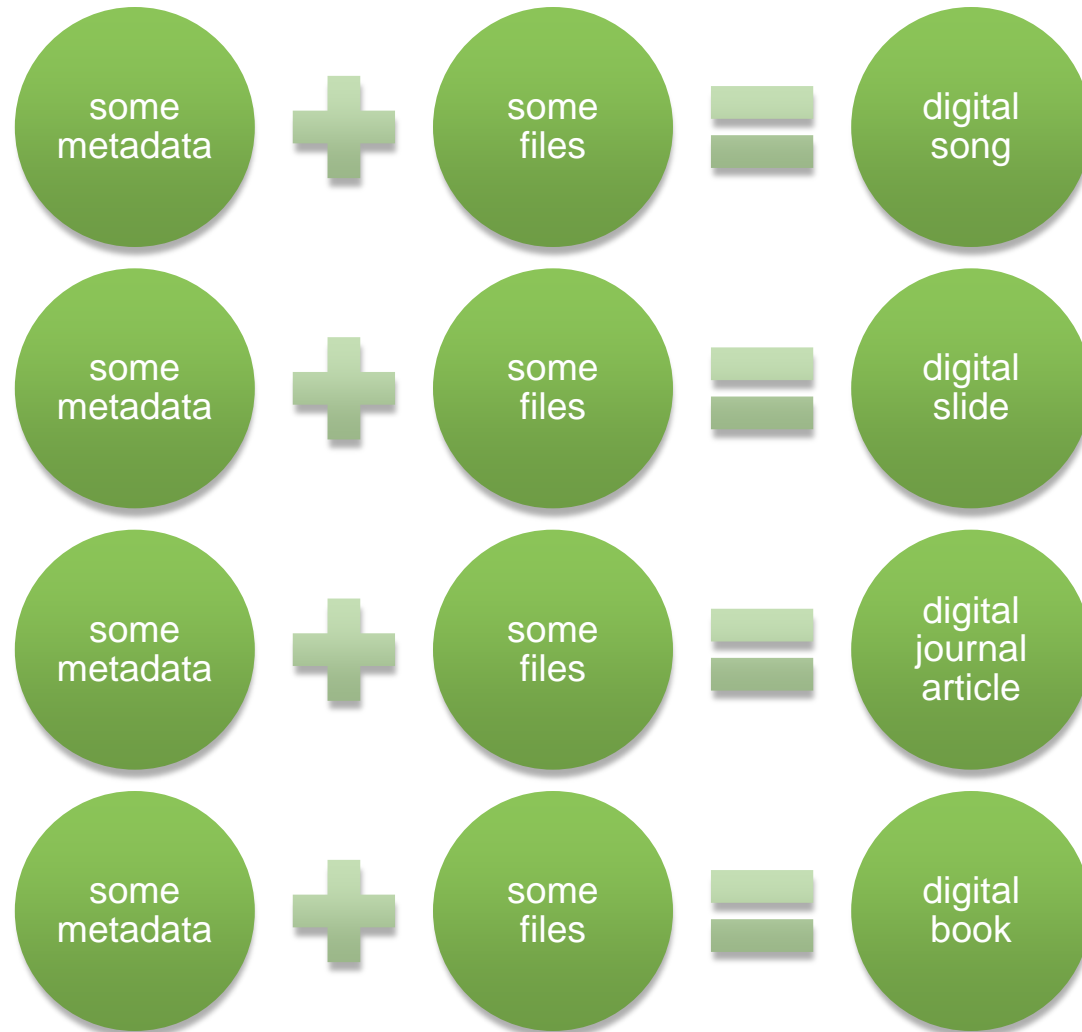 some
metadata
some
files
digital
song
some
metadata
some
files
digital
slide
some
metadata
some
files
digital
journal
article
some
metadata
some
files
digital
book